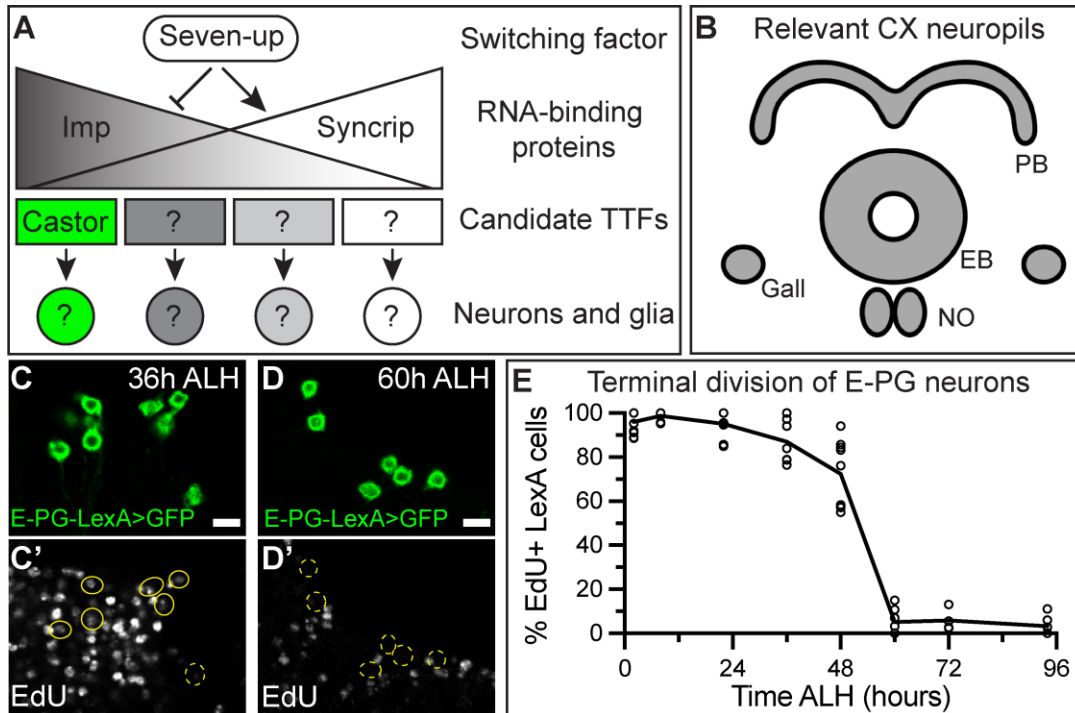 A
Seven-up
Switching factor
Imp
Syncrip
RNA-binding
proteins
Castor
?
?
?
Candidate TTFs
?
?
?
?
Neurons and glia
B
Relevant CX neuropils
PB
EB
Gall
NO
C
36h ALH
E-PG-LexA>GFP
D
60h ALH
E-PG-LexA>GFP
C'
EdU
D'
EdU
E
Terminal division of E-PG neurons
% EdU+ LexA cells
100
80
60
40
20
0
0
24
48
72
96
Time ALH (hours)